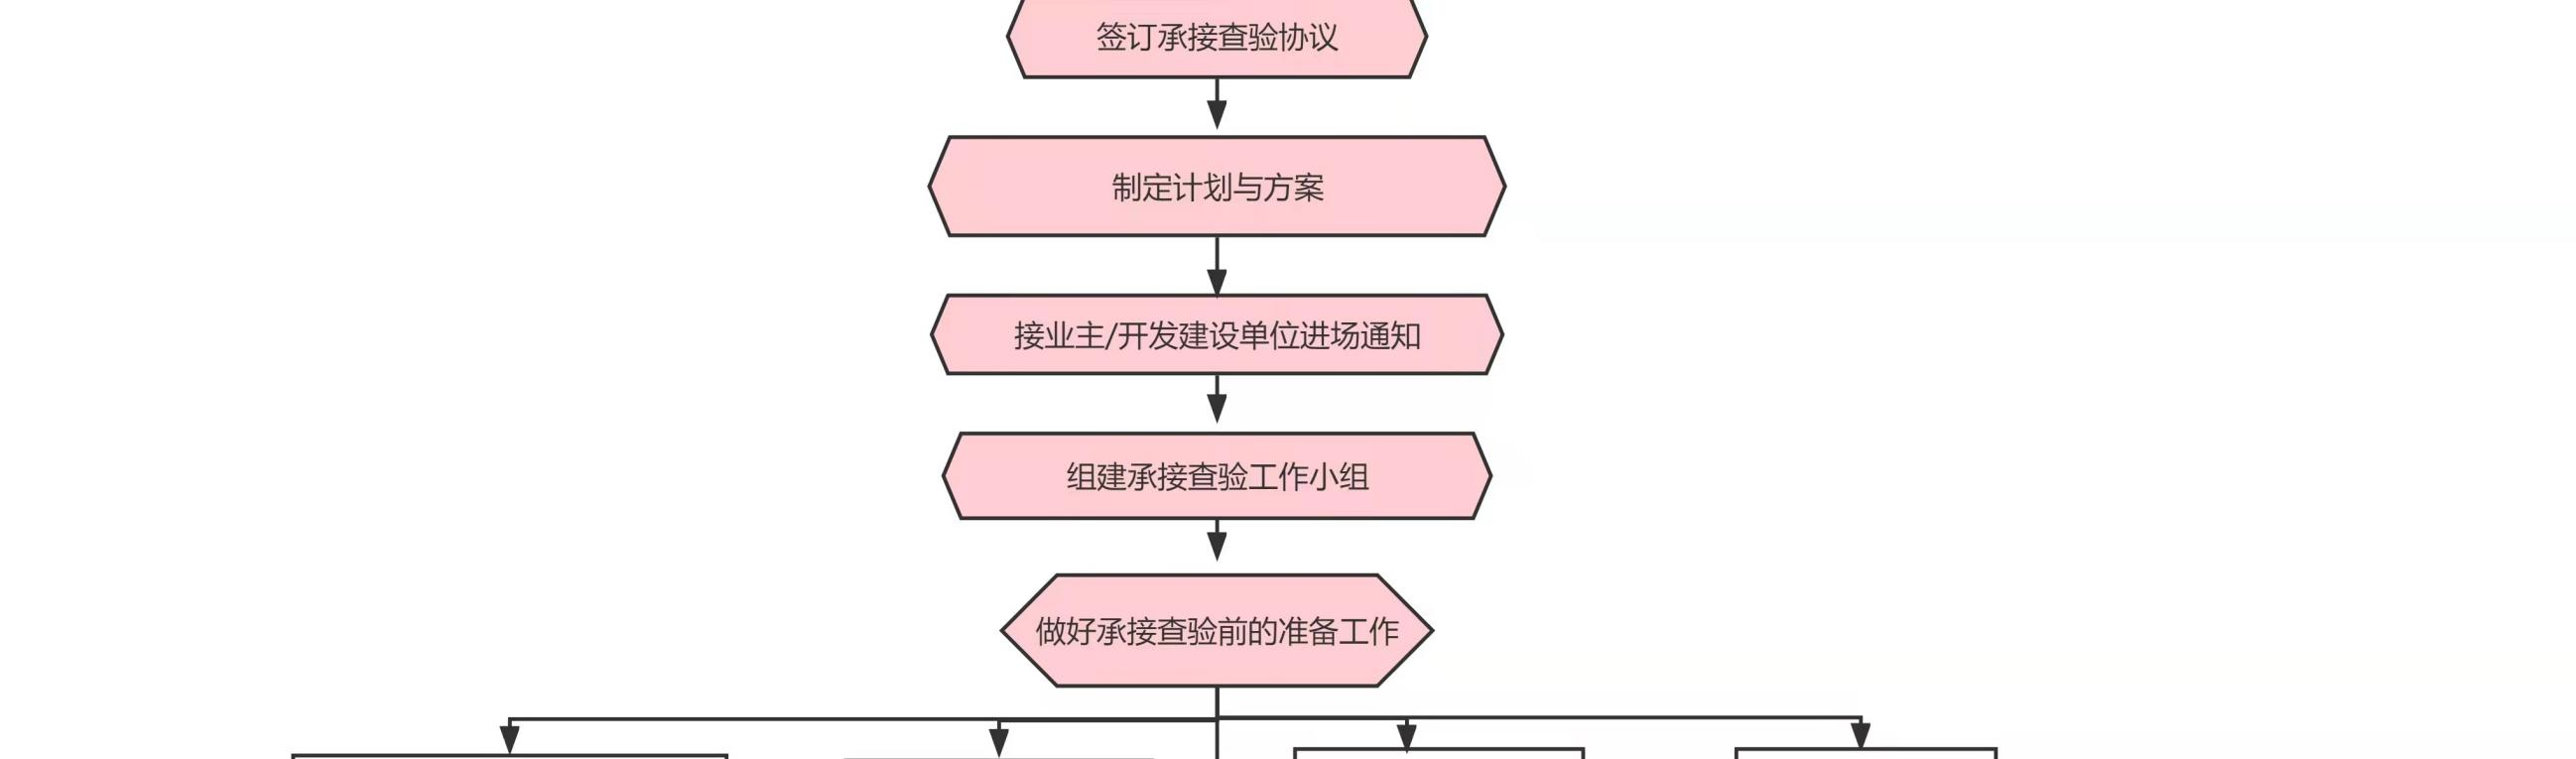 签订承接查验协议
制定计划与方案
接业主/开发建设单位进场通知
组建承接查验工作小组
做好承接查验前的准备工作